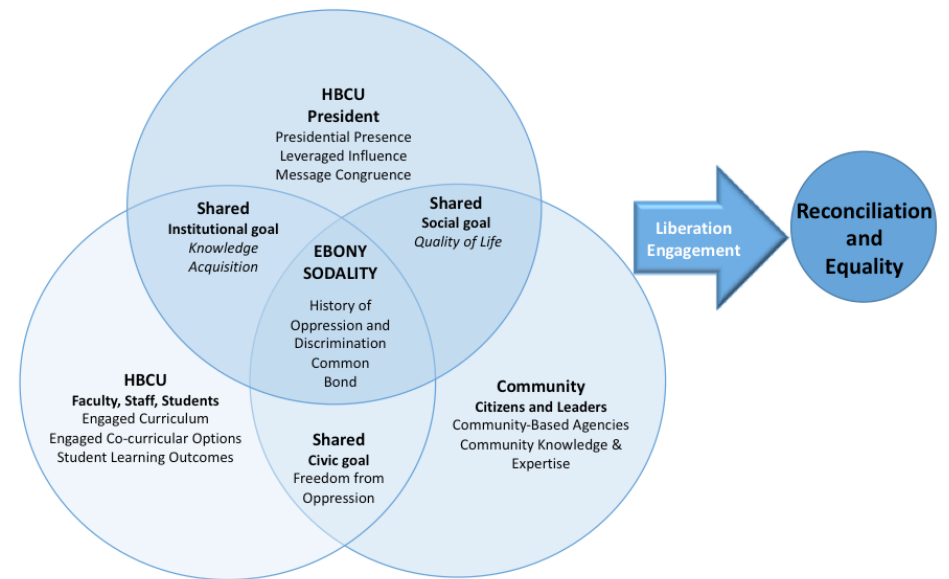 HBCU
President
Presidential Presence
Leveraged Influence
Message Congruence
Shared
Institutional goal
Knowledge
Acquisition
Shared
Social goal
Quality of Life
EBONY
SODALITY
History of
Oppression and
Discrimination
Common
Bond
HBCU
Faculty, Staff, Students
Engaged Curriculum
Engaged Co-curricular Options
Student Learning Outcomes
Community
Citizens and Leaders
Community-Based Agencies
Community Knowledge &
Expertise
Shared
Civic goal
Freedom from
Oppression
Liberation
Engagement
Reconciliation
and
Equality